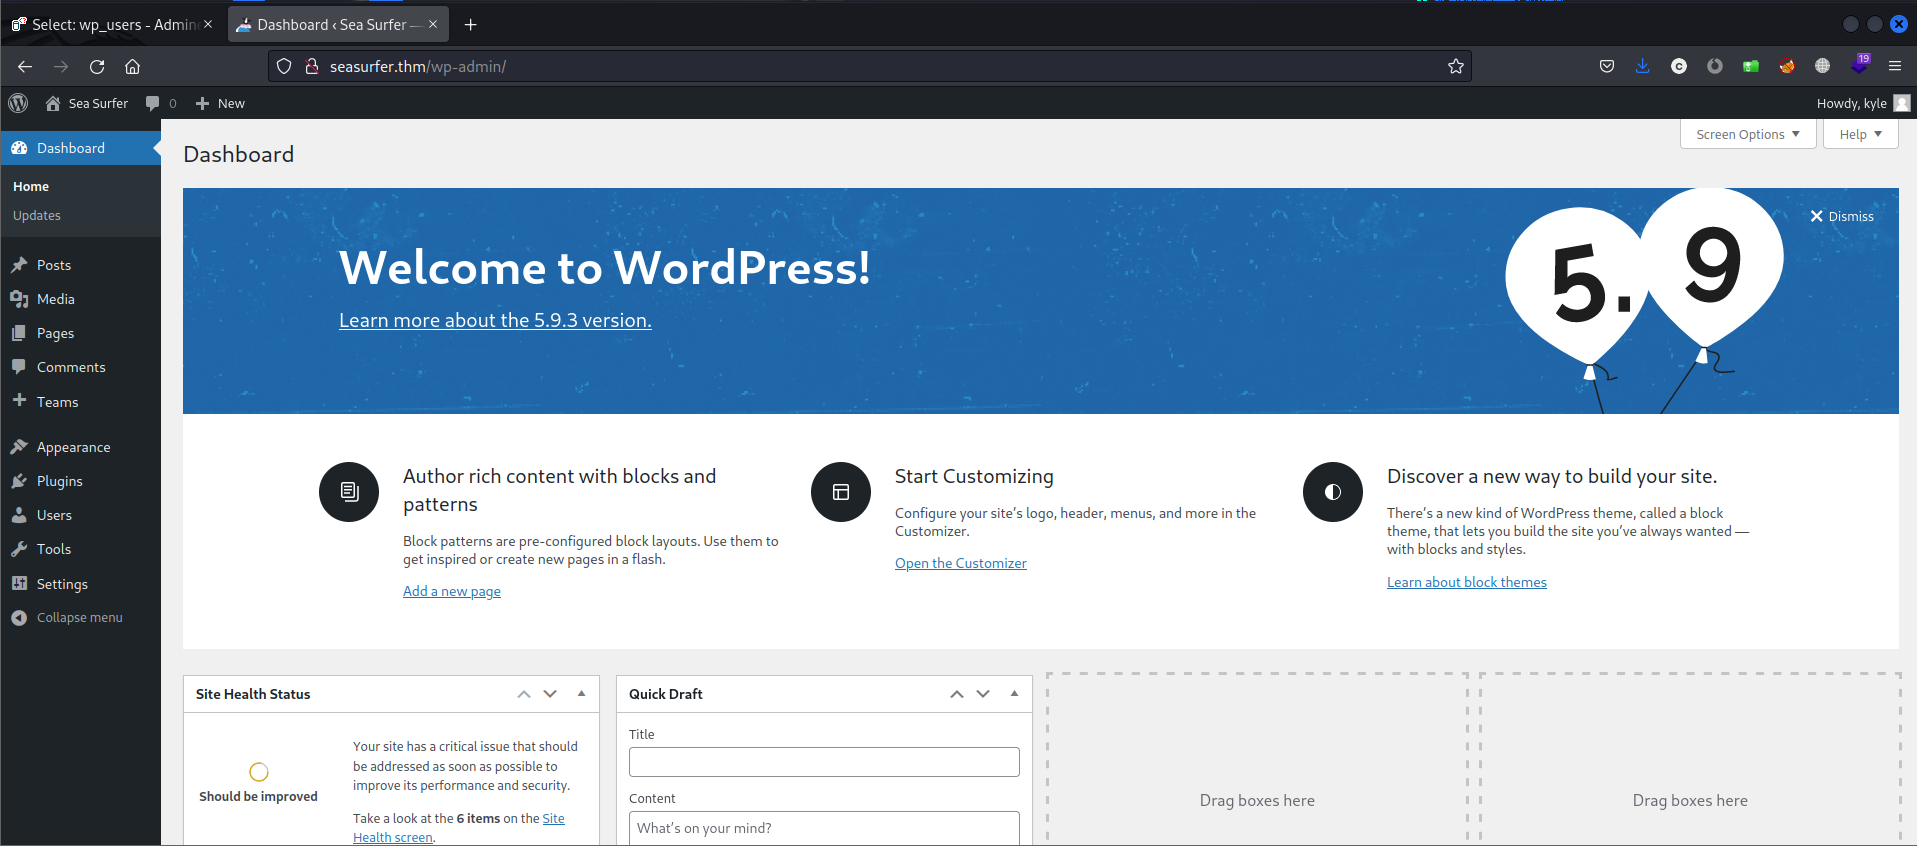 Select: wp_users - Admine
Dashboard ‹ Sea Surfer —
seasurfer.thm/wp-admin/
19
Sea Surfer
0
New
Howdy, kyle
Dashboard
Home
Updates
Posts
Media
Pages
Comments
Teams
Appearance
Plugins
Users
Tools
Settings
Collapse menu
Screen Options
Help
Dashboard
Dismiss
Welcome to WordPress!
Learn more about the 5.9.3 version.
5.9
Author rich content with blocks and
patterns
Block patterns are pre-configured block layouts. Use them to
get inspired or create new pages in a flash.
Add a new page
Start Customizing
Configure your site’s logo, header, menus, and more in the
Customizer.
Open the Customizer
Discover a new way to build your site.
There’s a new kind of WordPress theme, called a block
theme, that lets you build the site you’ve always wanted —
with blocks and styles.
Learn about block themes
Site Health Status
Should be improved
Your site has a critical issue that should
be addressed as soon as possible to
improve its performance and security.
Take a look at the 6 items on the Site
Health screen.
Quick Draft
Title
Content
What’s on your mind?
Drag boxes here
Drag boxes here